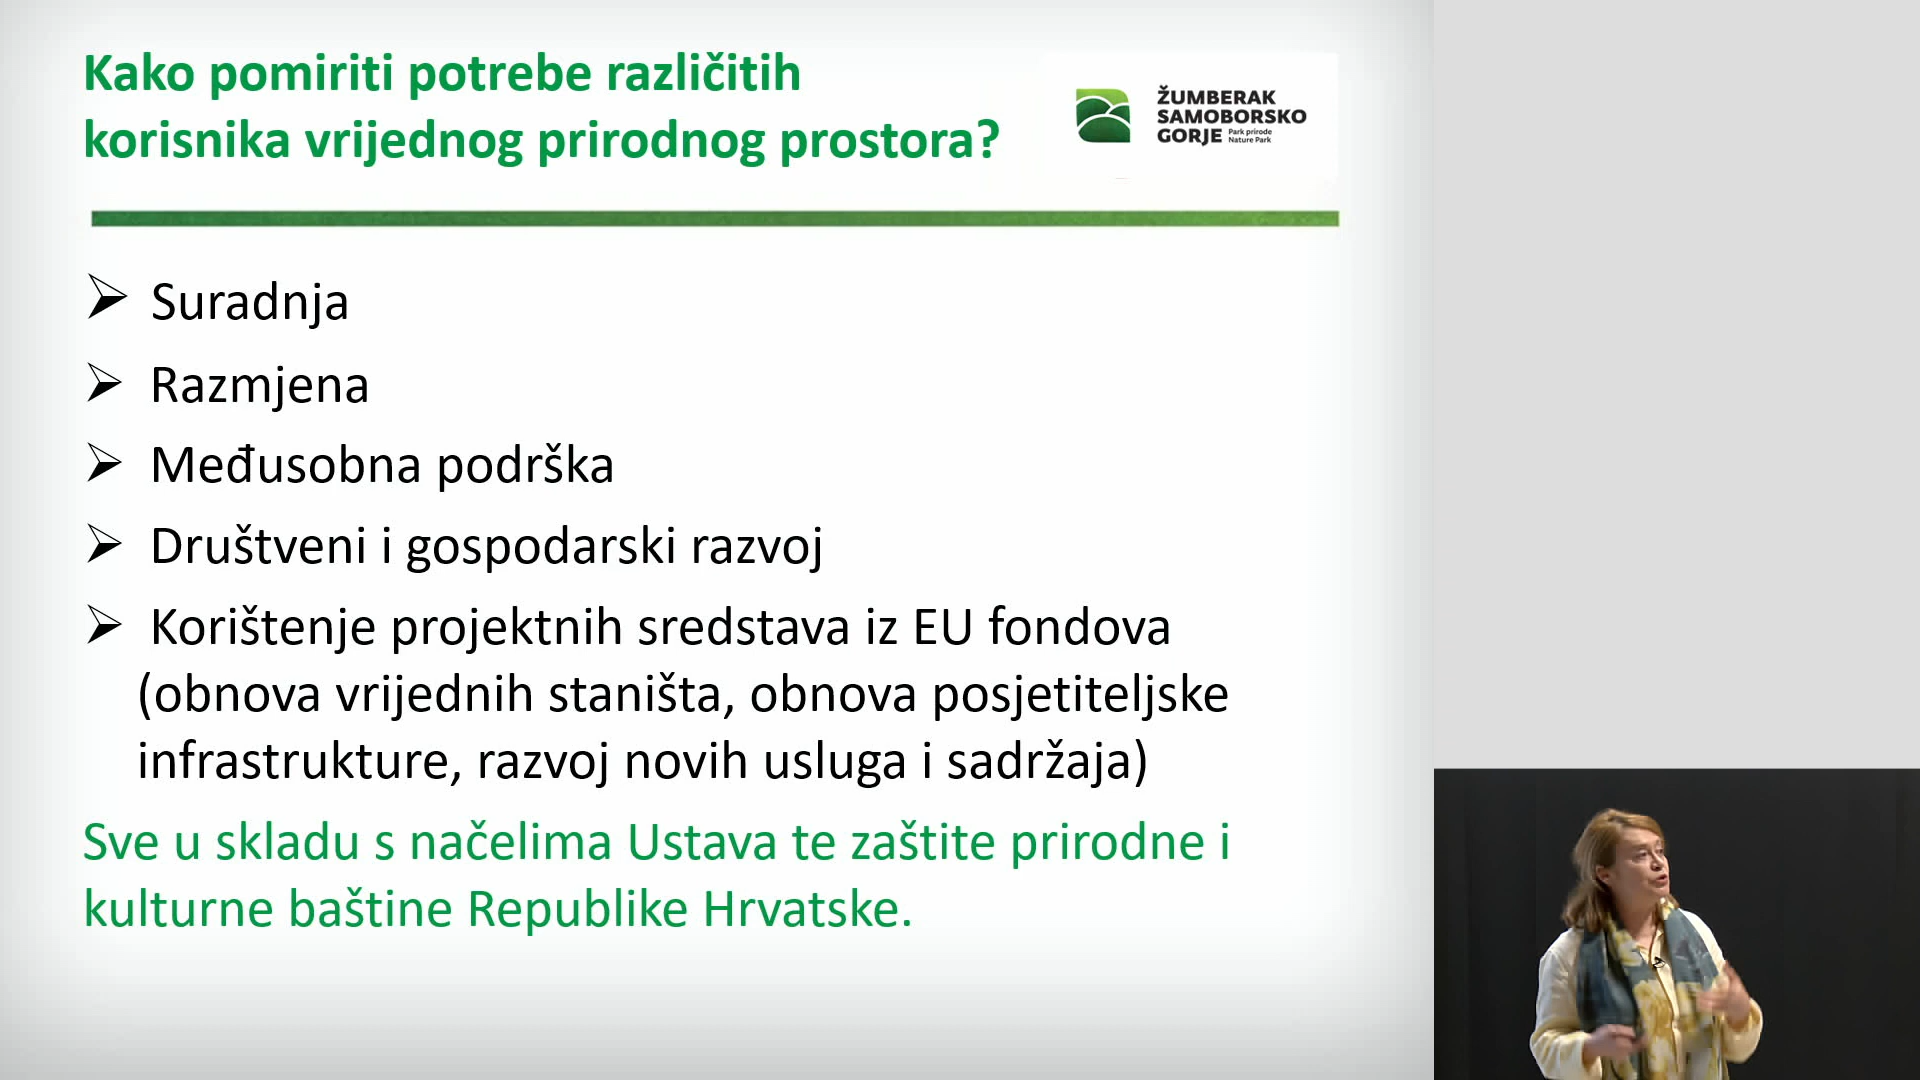 Kako pomiriti potrebe različitih
korisnika vrijednog prirodnog prostora?
ŽUMBERAK
SAMOBORSKO
GORJE Park prirode
Nature Park
Suradnja
Razmjena
Međusobna podrška
Društveni i gospodarski razvoj
Korištenje projektnih sredstava iz EU fondova
(obnova vrijednih staništa, obnova posjetiteljske
infrastrukture, razvoj novih usluga i sadržaja)
Sve u skladu s načelima Ustava te zaštite prirodne i
kulturne baštine Republike Hrvatske.